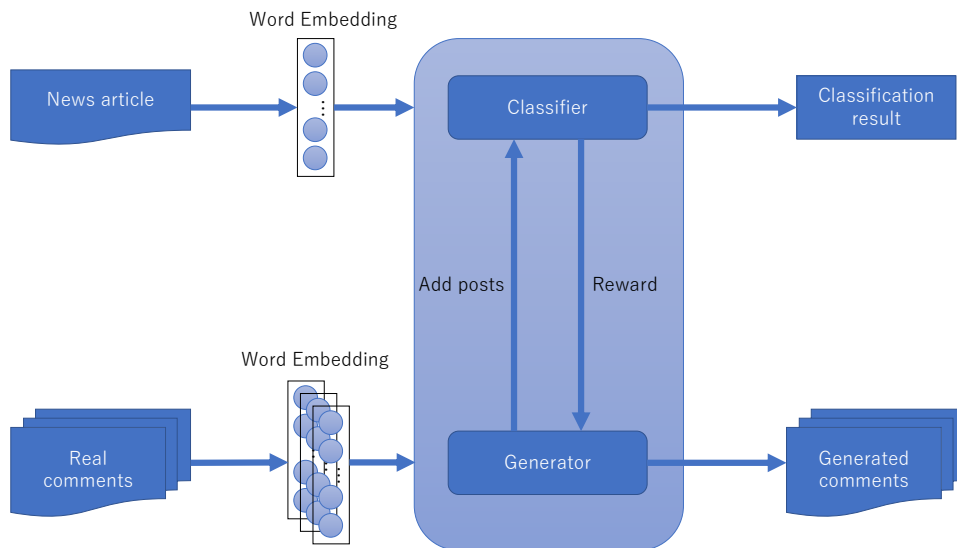 Word Embedding
News article
Classifier
Classification
result
Add posts
Reward
Word Embedding
Real
comments
Generator
Generated
comments